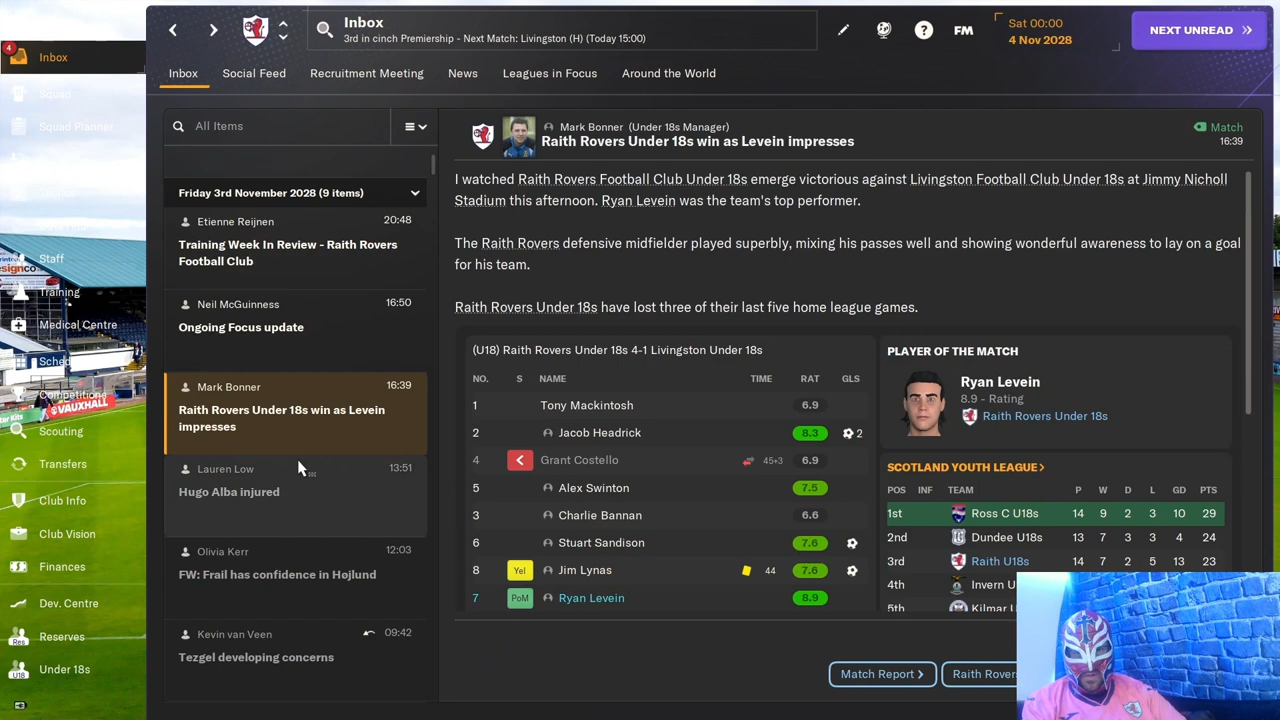 Inbox
3rd in cinch Premiership - Next Match: Livingston (H) (Today 15:00)
FM
Sat 00:00
4 Nov 2028
NEXT UNREAD
4
Inbox
Squad
Squad Planner
Staff
Training
Medical Centre
Sched
Competitions
VAUXHALL
Scouting
Transfers
Club Info
Club Vision
Finances
Dev. Centre
Res
Reserves
U18
Under 18s
Inbox
Social Feed
Recruitment Meeting
News
Leagues in Focus
Around the World
All Items
Friday 3rd November 2028 (9 items)
Etienne Reijnen 20:48
Training Week In Review - Raith Rovers
Football Club
Neil McGuinness 16:50
Ongoing Focus update
Mark Bonner 16:39
Raith Rovers Under 18s win as Levein
impresses
Lauren Low 13:51
Hugo Alba injured
Olivia Kerr 12:03
FW: Frail has confidence in Højlund
Kevin van Veen 09:42
Tezgel developing concerns
Mark Bonner (Under 18s Manager)
Raith Rovers Under 18s win as Levein impresses
Match
16:39
I watched Raith Rovers Football Club Under 18s emerge victorious against Livingston Football Club Under 18s at Jimmy Nicholl
Stadium this afternoon. Ryan Levein was the team's top performer.
The Raith Rovers defensive midfielder played superbly, mixing his passes well and showing wonderful awareness to lay on a goal
for his team.
Raith Rovers Under 18s have lost three of their last five home league games.
(U18) Raith Rovers Under 18s 4-1 Livingston Under 18s
NO. S NAME TIME RAT GLS
1 Tony Mackintosh 6.9
2 Jacob Headrick 8.3 2
4 Grant Costello 45+3 6.9
5 Alex Swinton 7.5
3 Charlie Bannan 6.6
6 Stuart Sandison 7.6
8 Yel Jim Lynas 44 7.6
7 PoM Ryan Levein 8.9
PLAYER OF THE MATCH
Ryan Levein
8.9 - Rating
Raith Rovers Under 18s
SCOTLAND YOUTH LEAGUE >
POS INF TEAM P W D L GD PTS
1st Ross C U18s 14 9 2 3 10 29
2nd Dundee U18s 13 7 3 3 4 24
3rd Raith U18s 14 7 2 5 13 23
4th Invern U
5th Kilmar U
Match Report >
Raith Rovers